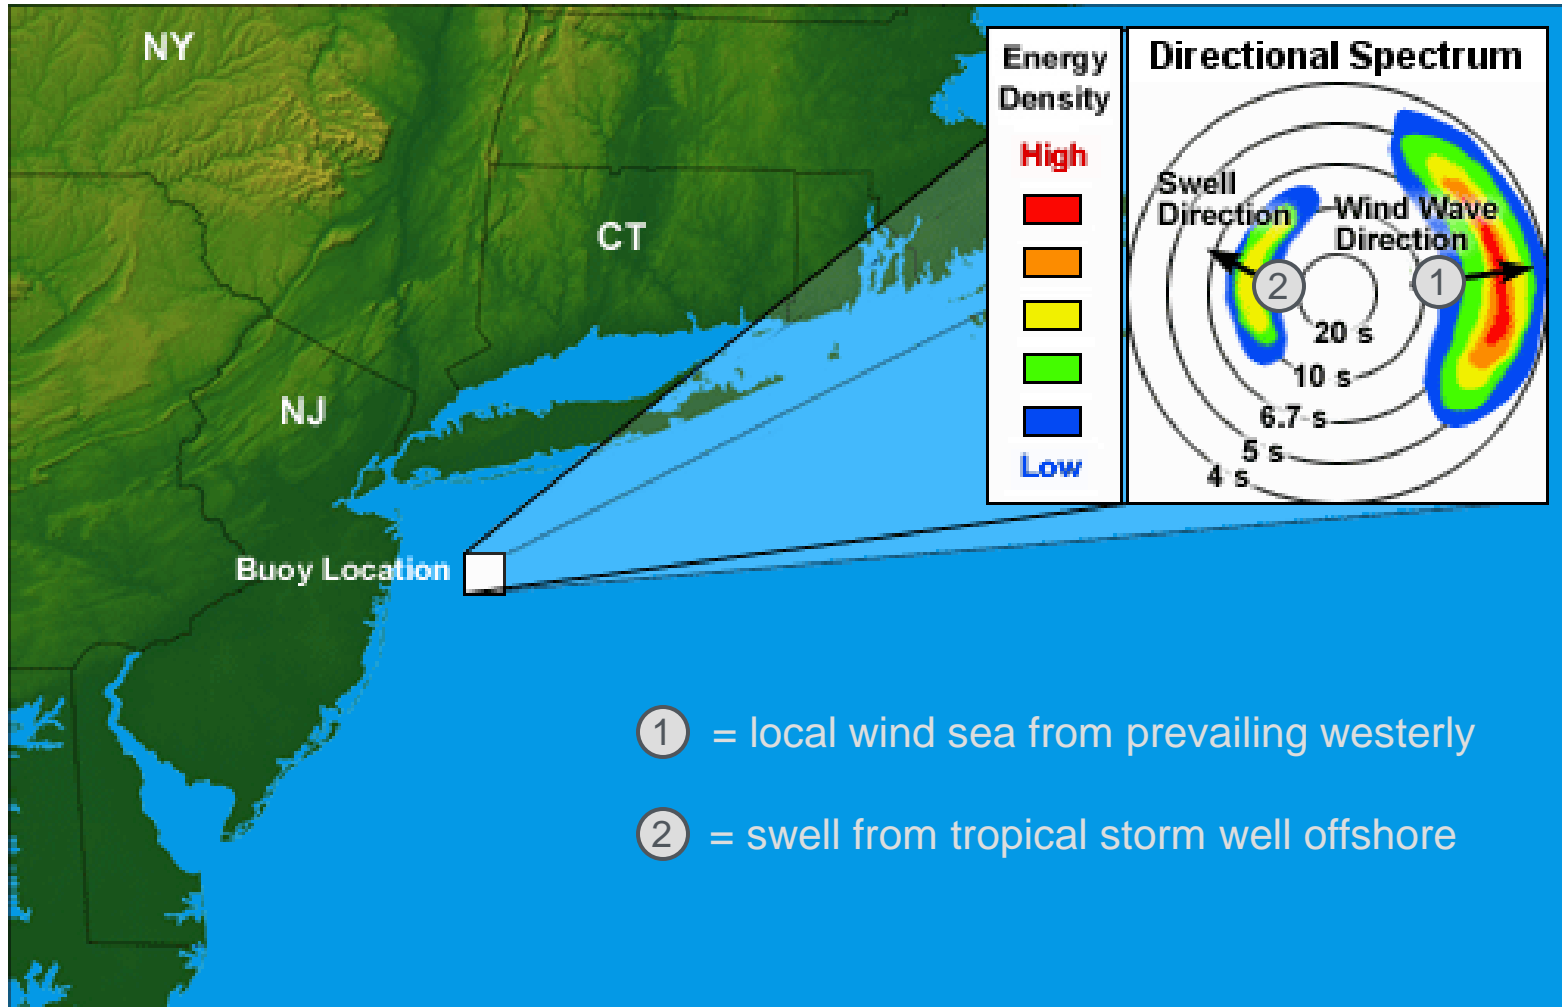 NY
CT
NJ
Buoy Location
Energy
Density
High
Low
Directional Spectrum
Swell
Direction
Wind Wave
Direction
2
1
20 s
10 s
6.7 s
5 s
4 s
1 = local wind sea from prevailing westerly
2 = swell from tropical storm well offshore